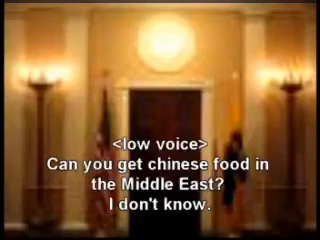 <low voice>
Can you get chinese food in
the Middle East?
I don't know.